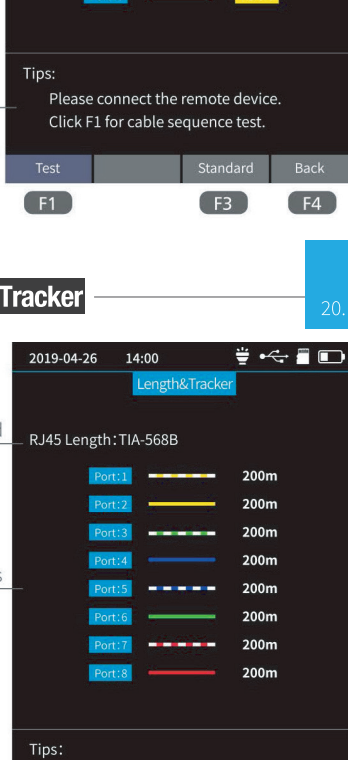 Tips:
Please connect the remote device.
Click F1 for cable sequence test.
Test Standard Back
F1 F3 F4
Tracker
20.
2019-04-26 14:00
Length&Tracker
RJ45 Length:TIA-568B
Port:1 200m
Port:2 200m
Port:3 200m
Port:4 200m
Port:5 200m
Port:6 200m
Port:7 200m
Port:8 200m
Tips: